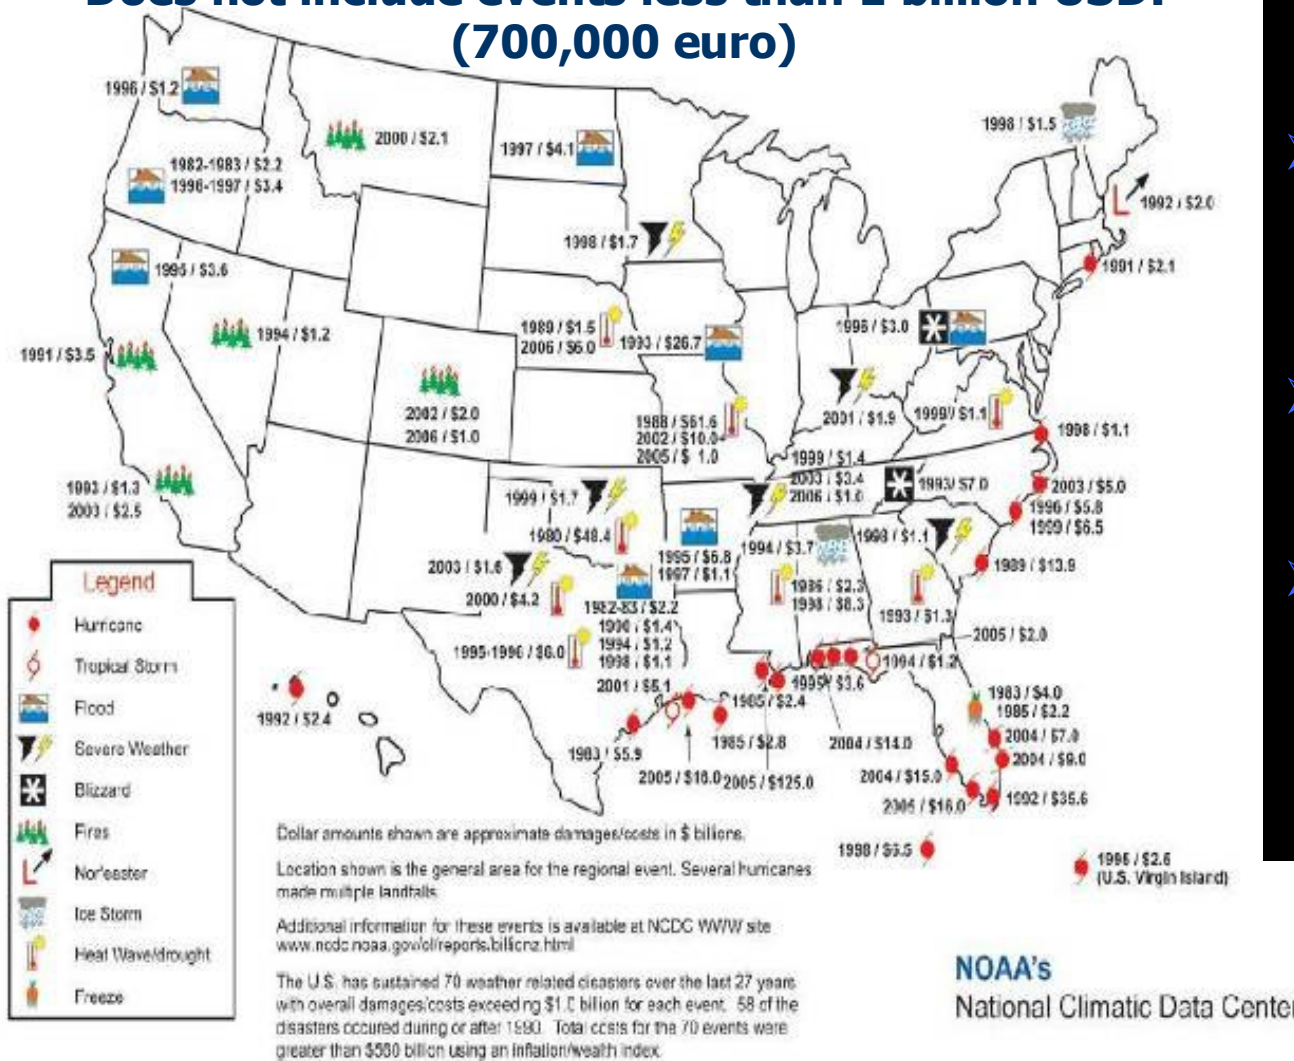 Does not include events less than 1 billion USD.
(700,000 euro)
1996 / $1.2
2000 / $2.1
1997 / $4.1
1998 / $1.5
1982-1983 / $2.2
1996-1997 / $3.4
1992 / $2.0
1998 / $1.7
1995 / $3.6
1991 / $2.1
1989 / $1.5
2006 / $6.0
1993 / $26.7
1996 / $3.0
1994 / $1.2
1991 / $3.5
2002 / $2.0
2006 / $1.0
1988 / $61.6
2002 / $10.0+
2005 / $ 1.0
2001 / $1.9
1999 / $1.1
1998 / $1.1
1999 / $1.4
2003 / $3.4
2006 / $1.0
1993 / $7.0
2003 / $5.0
1996 / $5.8
1999 / $6.5
1993 / $1.3
2003 / $2.5
1999 / $1.7
1980 / $48.4
1995 / $6.8
1997 / $1.1
1994 / $3.7
1998 / $1.1
1989 / $13.9
2003 / $1.6
2000 / $4.2
1986 / $2.3
1998 / $8.3
1993 / $1.3
1982-83 / $2.2
1990 / $1.4
1994 / $1.2
1998 / $1.1
2001 / $5.1
1995-1996 / $6.0
2005 / $2.0
1994 / $1.2
1995 / $3.6
1985 / $2.4
1983 / $4.0
1985 / $2.2
1992 / $2.4
1983 / $5.9
1985 / $2.8
2004 / $14.0
2004 / $7.0
2004 / $9.0
2005 / $16.0
2005 / $125.0
2004 / $15.0
2005 / $16.0
1992 / $35.6
1998 /
1995 / $2.5
(U.S. Virgin Island)
Legend
Hurricane
Tropical Storm
Flood
Severe Weather
Blizzard
Fires
Nor'easter
Ice Storm
Heat Wave/drought
Freeze
Dollar amounts shown are approximate damages/costs in $ billions.
Location shown is the general area for the regional event. Several hurricanes
made multiple landfalls.
Additional information for these events is available at NCDC WWW site
www.ncdc.noaa.gov/ol/reports/billionz.html
The U.S. has sustained 70 weather related disasters over the last 27 years
with overall damages/costs exceeding $1.0 billion for each event. 58 of the
disasters occured during or after 1990. Total costs for the 70 events were
greater than $560 billion using an inflation/wealth index.
NOAA's
National Climatic Data Center